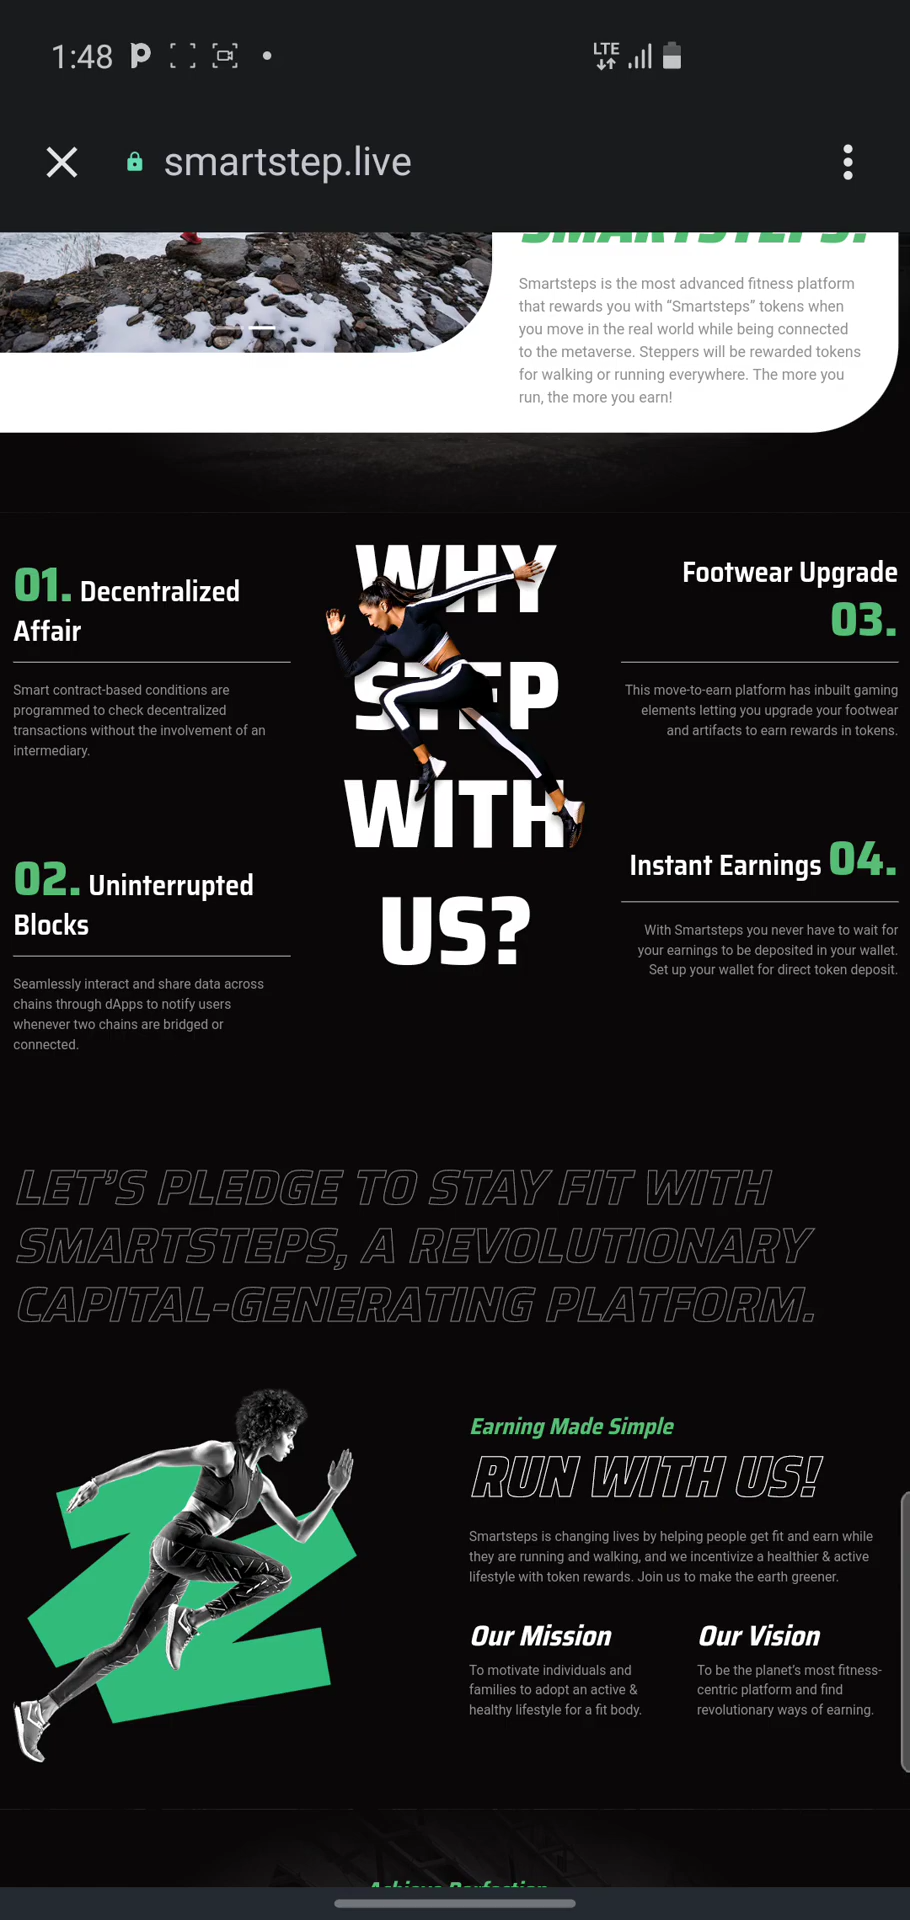 1:48
LTE
smartstep.live
SMARTSTEPS!
Smartsteps is the most advanced fitness platform
that rewards you with “Smartsteps” tokens when
you move in the real world while being connected
to the metaverse. Steppers will be rewarded tokens
for walking or running everywhere. The more you
run, the more you earn!
01. Decentralized
Affair
Smart contract-based conditions are
programmed to check decentralized
transactions without the involvement of an
intermediary.
02. Uninterrupted
Blocks
Seamlessly interact and share data across
chains through dApps to notify users
whenever two chains are bridged or
connected.
WHY
STEP
WITH
US?
Footwear Upgrade
03.
This move-to-earn platform has inbuilt gaming
elements letting you upgrade your footwear
and artifacts to earn rewards in tokens.
Instant Earnings 04.
With Smartsteps you never have to wait for
your earnings to be deposited in your wallet.
Set up your wallet for direct token deposit.
LET’S PLEDGE TO STAY FIT WITH
SMARTSTEPS, A REVOLUTIONARY
CAPITAL-GENERATING PLATFORM.
Earning Made Simple
RUN WITH US!
Smartsteps is changing lives by helping people get fit and earn while
they are running and walking, and we incentivize a healthier & active
lifestyle with token rewards. Join us to make the earth greener.
Our Mission
To motivate individuals and
families to adopt an active &
healthy lifestyle for a fit body.
Our Vision
To be the planet’s most fitness-
centric platform and find
revolutionary ways of earning.
Achieve Perfection